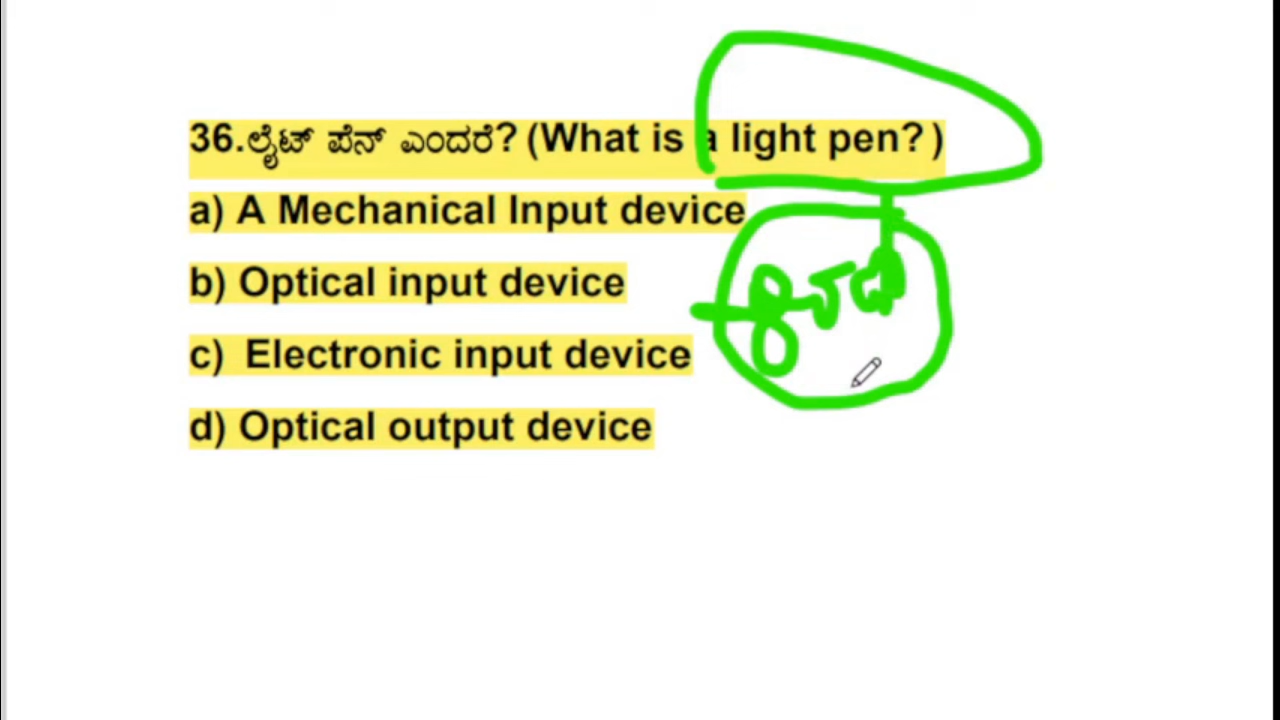 36.ಲೈಟ್ ಪೆನ್ ಎಂದರೆ? (What is a light pen? )
a) A Mechanical Input device
b) Optical input device
c) Electronic input device
d) Optical output device